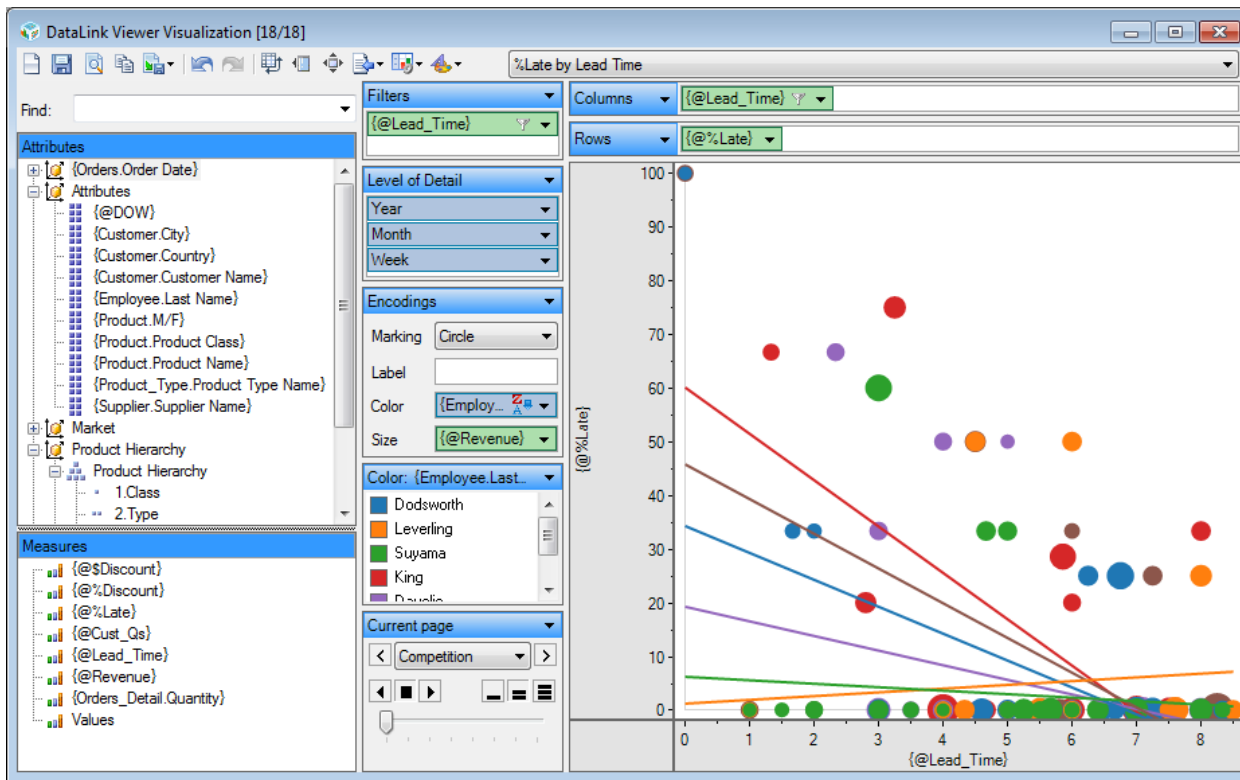 DataLink Viewer Visualization [18/18]
%Late by Lead Time
Find:
Attributes
{Orders.Order Date}
Attributes
{@DOW}
{Customer.City}
{Customer.Country}
{Customer.Customer Name}
{Employee.Last Name}
{Product.M/F}
{Product.Product Class}
{Product.Product Name}
{Product_Type.Product Type Name}
{Supplier.Supplier Name}
Market
Product Hierarchy
Product Hierarchy
1.Class
2.Type
Measures
{@$Discount}
{@%Discount}
{@%Late}
{@Cust_Qs}
{@Lead_Time}
{@Revenue}
{Orders_Detail.Quantity}
Values
Filters
{@Lead_Time}
Level of Detail
Year
Month
Week
Encodings
Marking Circle
Label
Color {Employ...
Size {@Revenue}
Color: {Employee.Last...
Dodsworth
Leverling
Suyama
King
Current page
Competition
Columns {@Lead_Time}
Rows {@%Late}
{@%Late}
100
90
80
70
60
50
40
30
20
10
0
0 1 2 3 4 5 6 7 8
{@Lead_Time}